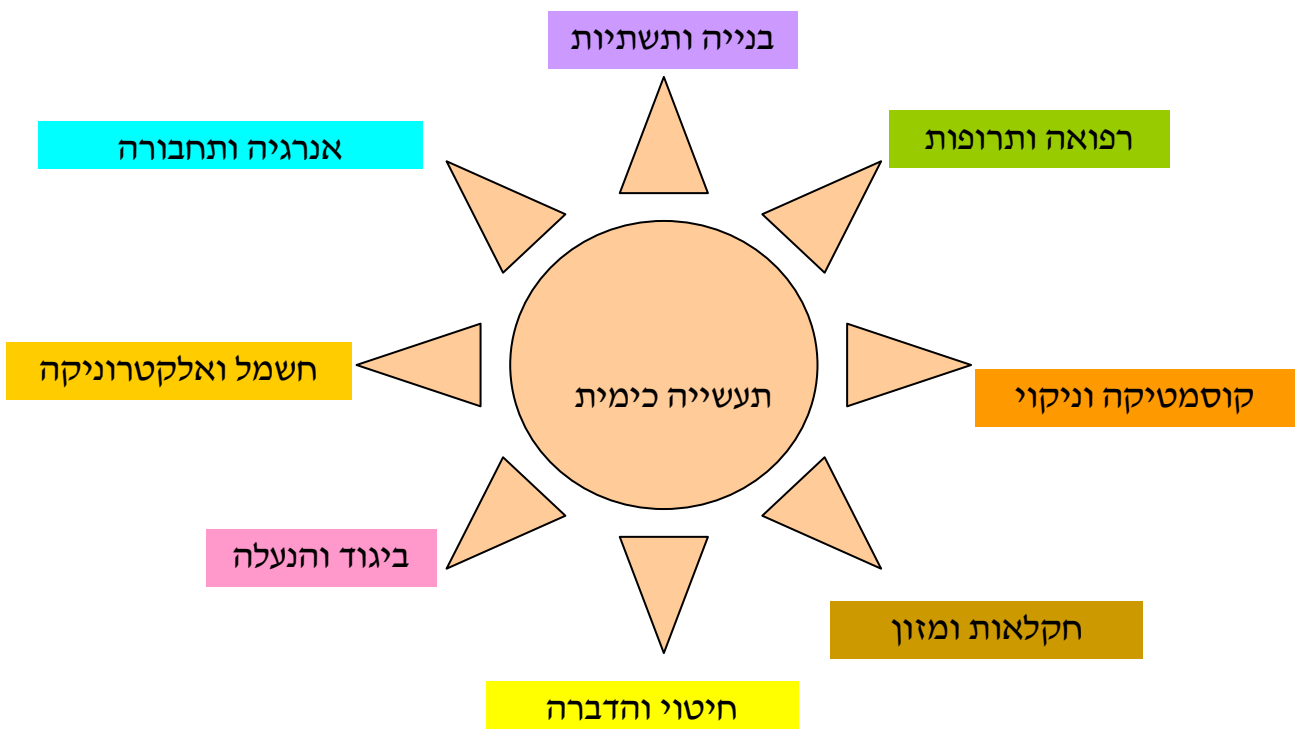 בנייה ותשתיות
רפואה ותרופות
אנרגיה ותחבורה
חשמל ואלקטרוניקה
קוסמטיקה וניקוי
תעשייה כימית
ביגוד והנעלה
חקלאות ומזון
חיטוי והדברה